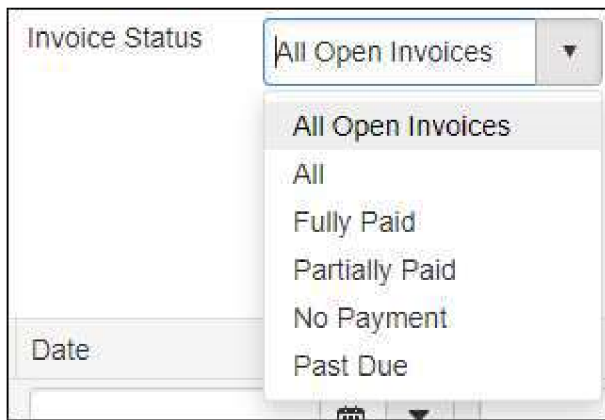 Invoice Status
All Open Invoices
All Open Invoices
All
Fully Paid
Partially Paid
No Payment
Past Due
Date